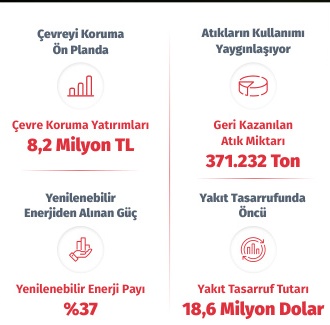 Çevreyi Koruma
Ön Planda
Çevre Koruma Yatırımları
8,2 Milyon TL
Atıkların Kullanımı
Yaygınlaşıyor
Geri Kazanılan
Atık Miktarı
371.232 Ton
Yenilenebilir
Enerjiden Alınan Güç
Yenilenebilir Enerji Payı
%37
Yakıt Tasarrufunda
Öncü
Yakıt Tasarruf Tutarı
18,6 Milyon Dolar